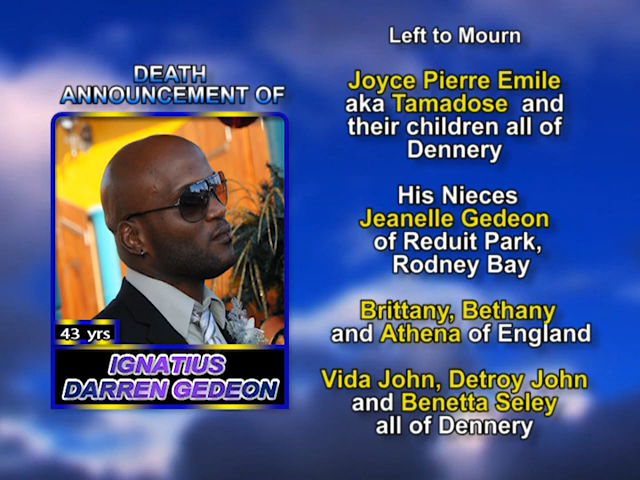 DEATH
ANNOUNCEMENT OF
43 yrs
IGNATIUS
DARREN GEDEON
Left to Mourn
Joyce Pierre Emile
aka Tamadose and
their children all of
Dennery
His Nieces
Jeanelle Gedeon
of Reduit Park,
Rodney Bay
Brittany, Bethany
and Athena of England
Vida John, Detroy John
and Benetta Seley
all of Dennery